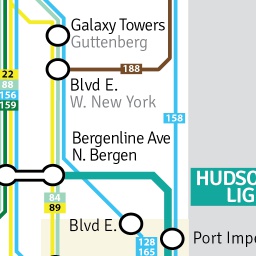 Galaxy Towers
Guttenberg
188
Blvd E.
W. New York
22
88
156
159
158
Bergenline Ave
N. Bergen
84
89
Blvd E.
128
165
Port Impe
HUDSO
LIG